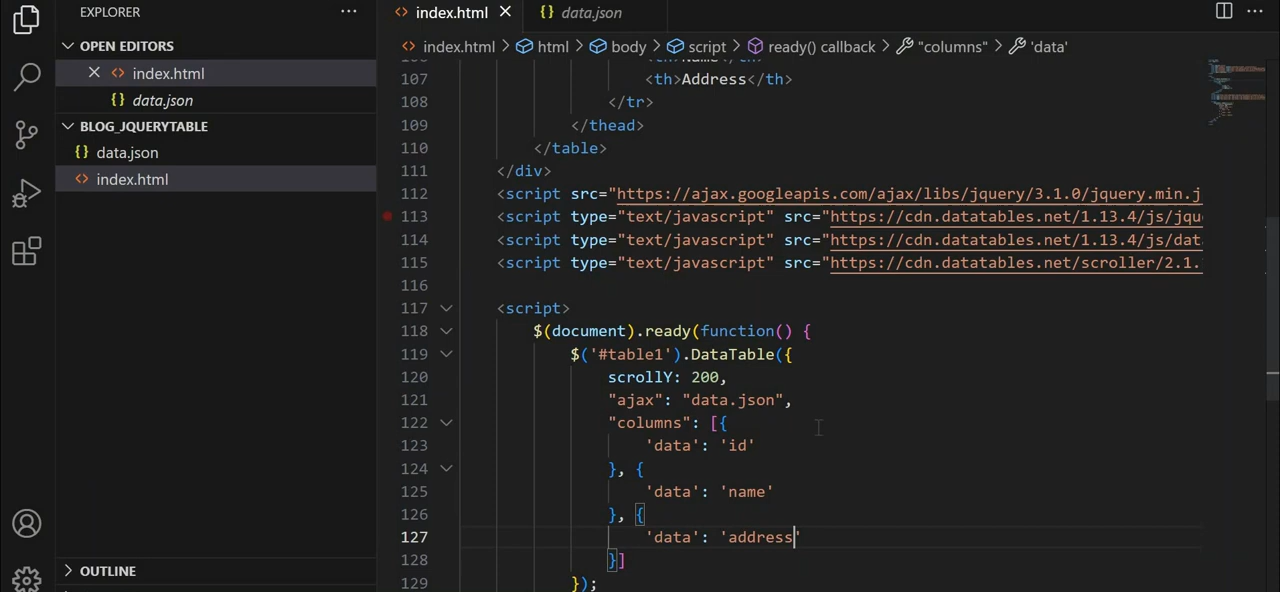 EXPLORER
OPEN EDITORS
index.html
data.json
BLOG_JQUERYTABLE
data.json
index.html
OUTLINE
index.html
data.json
index.html > html > body > script > ready() callback > "columns" > 'data'
107 <th>Address</th>
108 </tr>
109 </thead>
110 </table>
111 </div>
112 <script src="https://ajax.googleapis.com/ajax/libs/jquery/3.1.0/jquery.min.j
113 <script type="text/javascript" src="https://cdn.datatables.net/1.13.4/js/jqu
114 <script type="text/javascript" src="https://cdn.datatables.net/1.13.4/js/dat
115 <script type="text/javascript" src="https://cdn.datatables.net/scroller/2.1.
116
117 <script>
118 $(document).ready(function() {
119 $('#table1').DataTable({
120 scrollY: 200,
121 "ajax": "data.json",
122 "columns": [{
123 'data': 'id'
124 }, {
125 'data': 'name'
126 }, {
127 'data': 'address'
128 }]
129 });